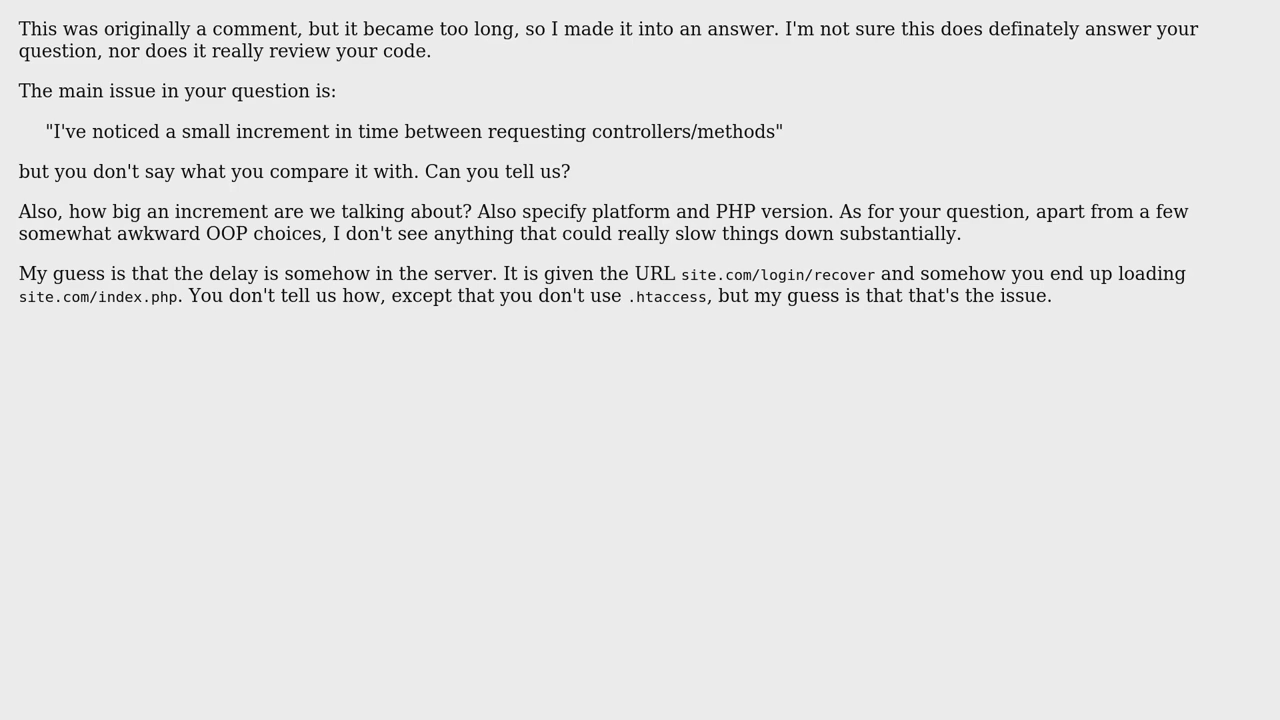 This was originally a comment, but it became too long, so I made it into an answer. I'm not sure this does definately answer your
question, nor does it really review your code.
The main issue in your question is:
"I've noticed a small increment in time between requesting controllers/methods"
but you don't say what you compare it with. Can you tell us?
Also, how big an increment are we talking about? Also specify platform and PHP version. As for your question, apart from a few
somewhat awkward OOP choices, I don't see anything that could really slow things down substantially.
My guess is that the delay is somehow in the server. It is given the URL site.com/login/recover and somehow you end up loading
site.com/index.php. You don't tell us how, except that you don't use .htaccess, but my guess is that that's the issue.